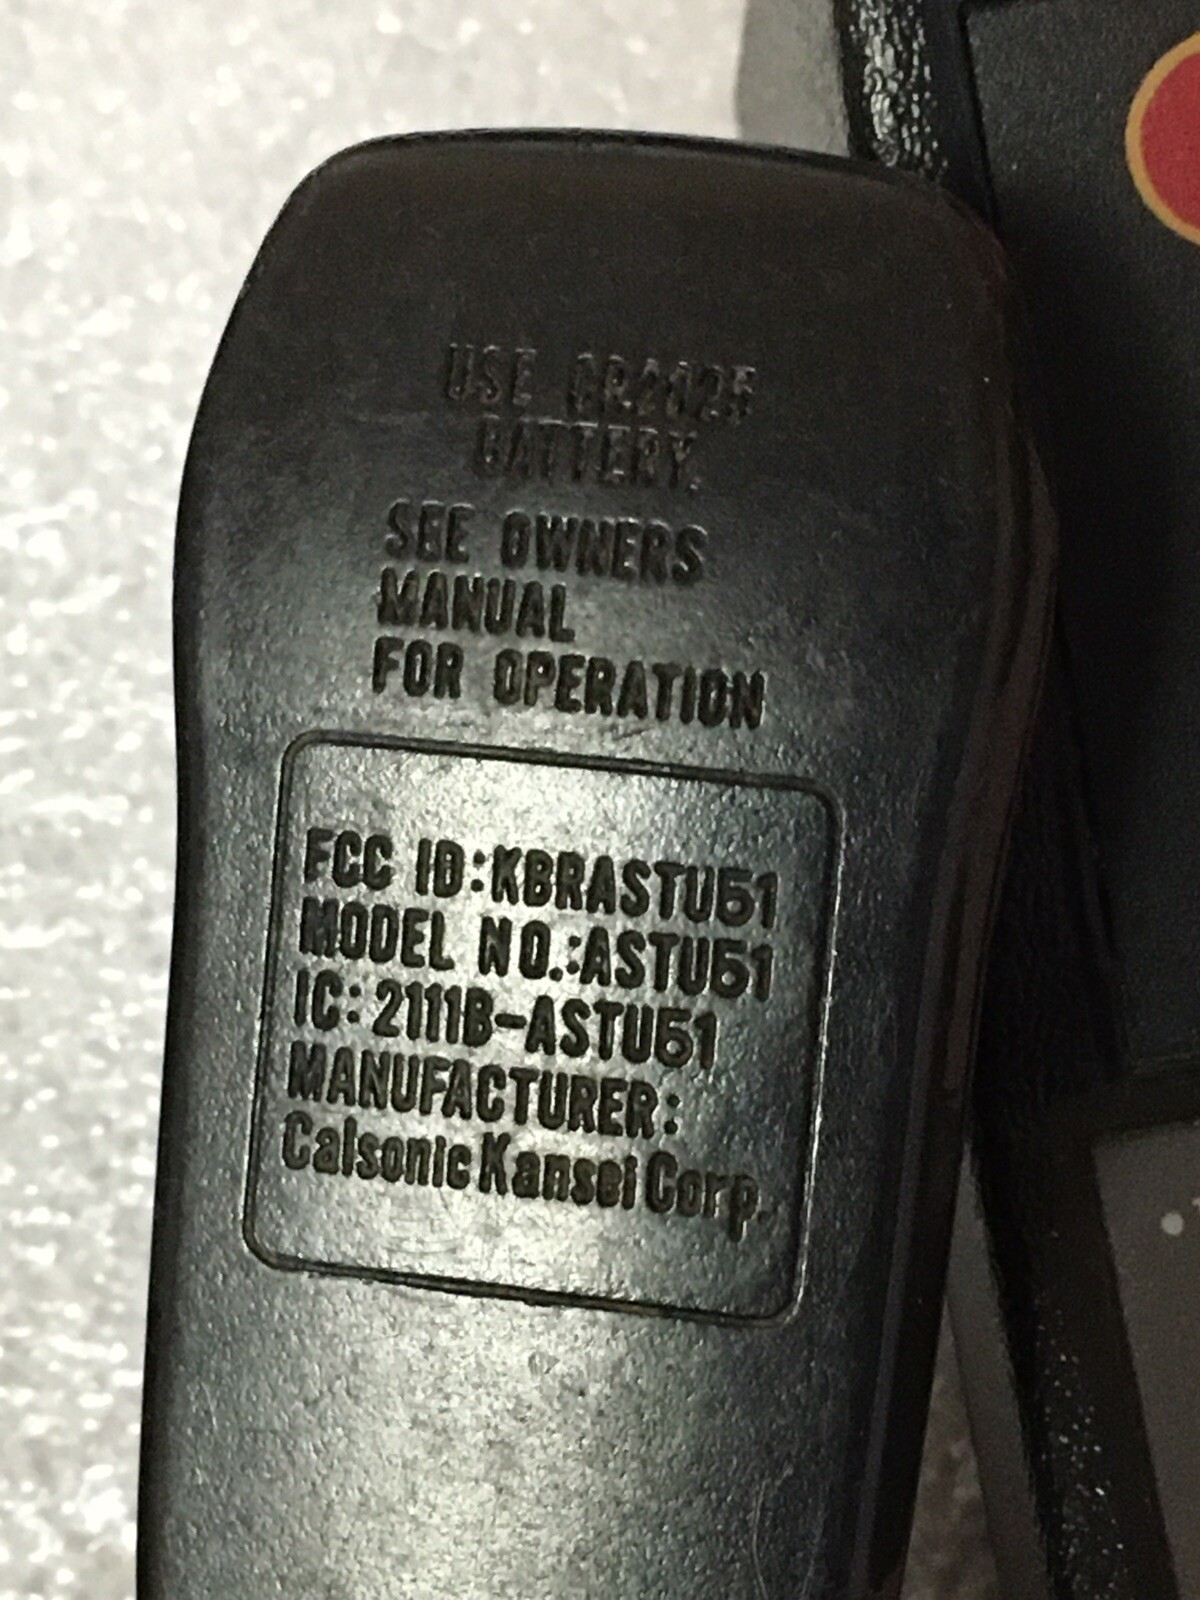 USE CR2025
BATTERY.
SEE OWNERS
MANUAL
FOR OPERATION
FCC ID:KBRASTU51
MODEL NO.:ASTU51
IC:2111B-ASTU51
MANUFACTURER:
Calsonic Kansei Corp.